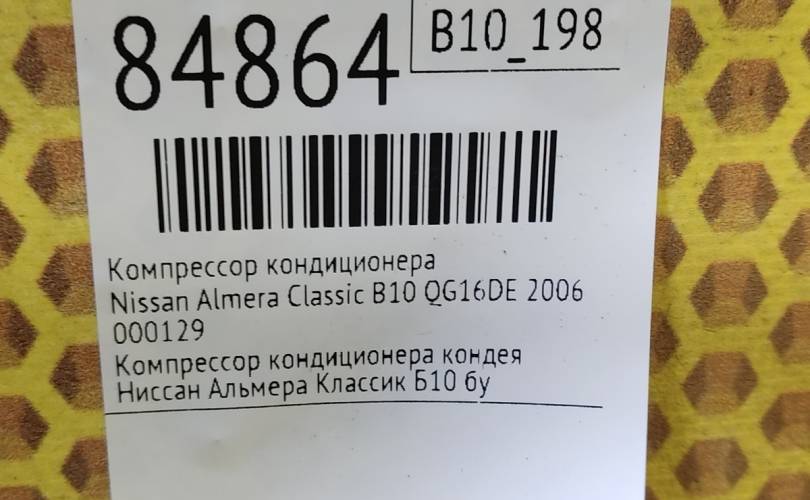 84864
B10_198
Компрессор кондиционера
Nissan Almera Classic B10 QG16DE 2006
000129
Компрессор кондиционера кондея
Ниссан Альмера Классик Б10 бу